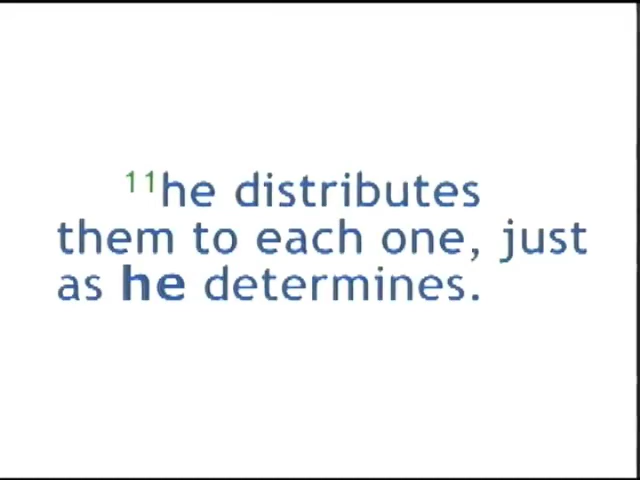 11he distributes
them to each one, just
as he determines.